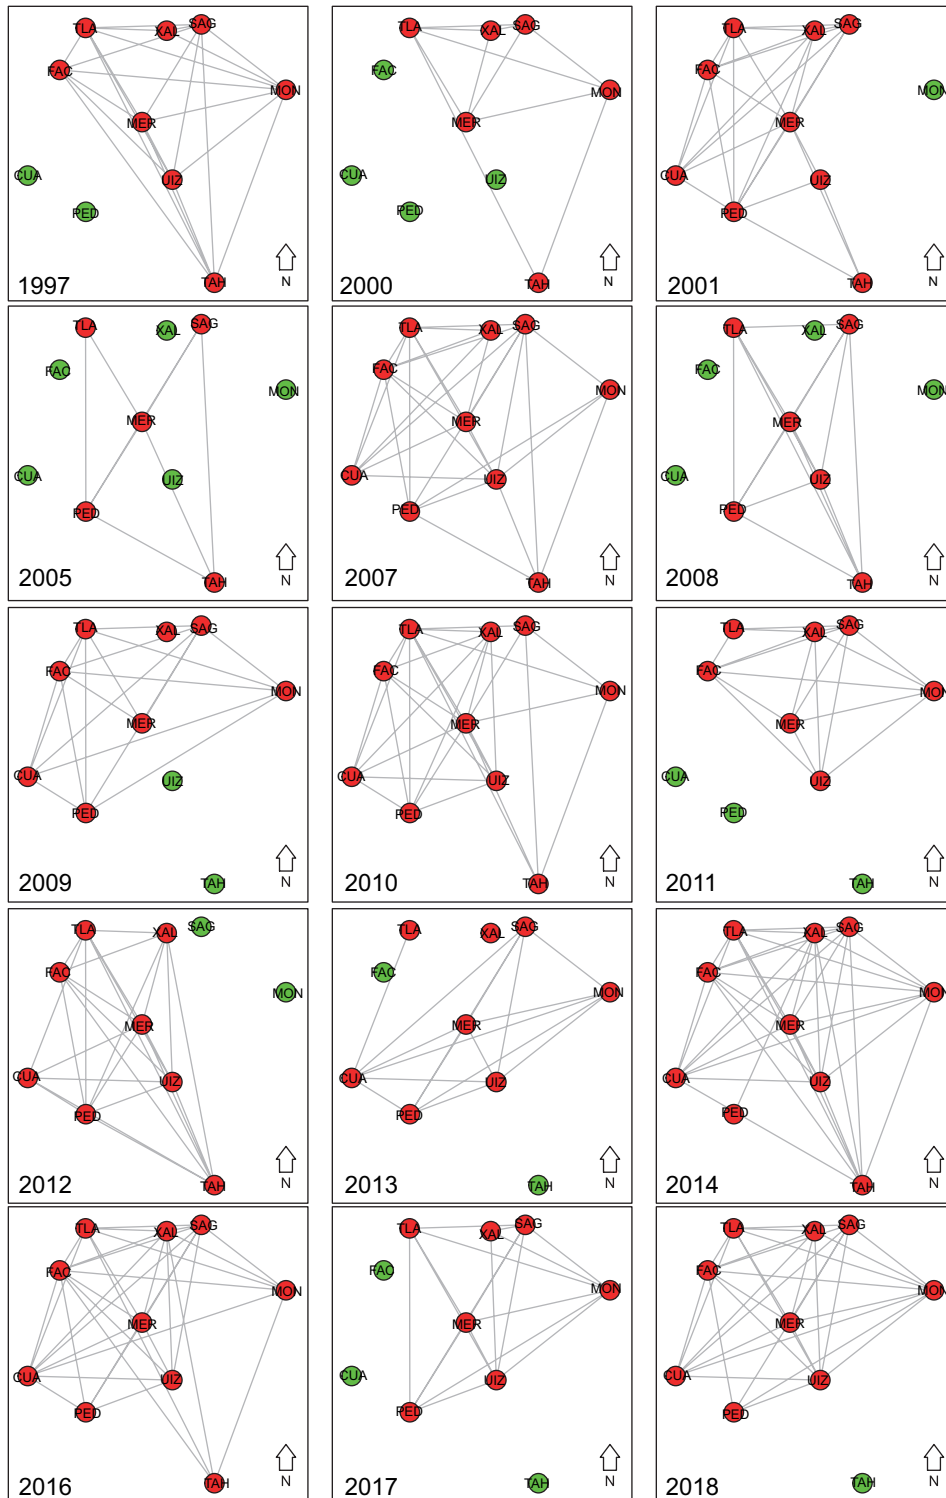 TLA XAL SAG
FAC MON
MER
CUA UIZ
PED
TAH N
1997
TLA XAL SAG
FAC MON
MER
CUA UIZ
PED
TAH N
2000
TLA XAL SAG
FAC MON
MER
CUA UIZ
PED
TAH N
2001
TLA XAL SAG
FAC MON
MER
CUA UIZ
PED
TAH N
2005
TLA XAL SAG
FAC MON
MER
CUA UIZ
PED
TAH N
2007
TLA XAL SAG
FAC MON
MER
CUA UIZ
PED
TAH N
2008
TLA XAL SAG
FAC MON
MER
CUA UIZ
PED
TAH N
2009
TLA XAL SAG
FAC MON
MER
CUA UIZ
PED
TAH N
2010
TLA XAL SAG
FAC MON
MER
CUA UIZ
PED
TAH N
2011
TLA XAL SAG
FAC MON
MER
CUA UIZ
PED
TAH N
2012
TLA XAL SAG
FAC MON
MER
CUA UIZ
PED
TAH N
2013
TLA XAL SAG
FAC MON
MER
CUA UIZ
PED
TAH N
2014
TLA XAL SAG
FAC MON
MER
CUA UIZ
PED
TAH N
2016
TLA XAL SAG
FAC MON
MER
CUA UIZ
PED
TAH N
2017
TLA XAL SAG
FAC MON
MER
CUA UIZ
PED
TAH N
2018